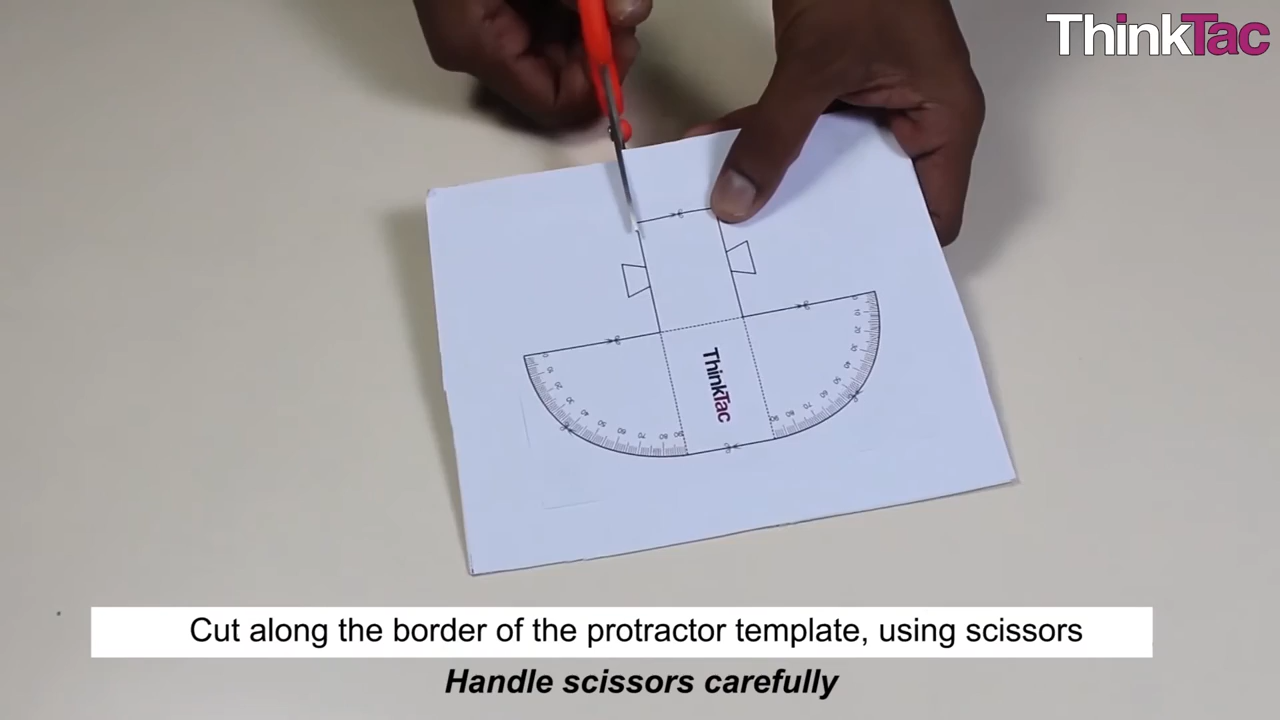 ThinkTac
ThinkTac
Cut along the border of the protractor template, using scissors
Handle scissors carefully